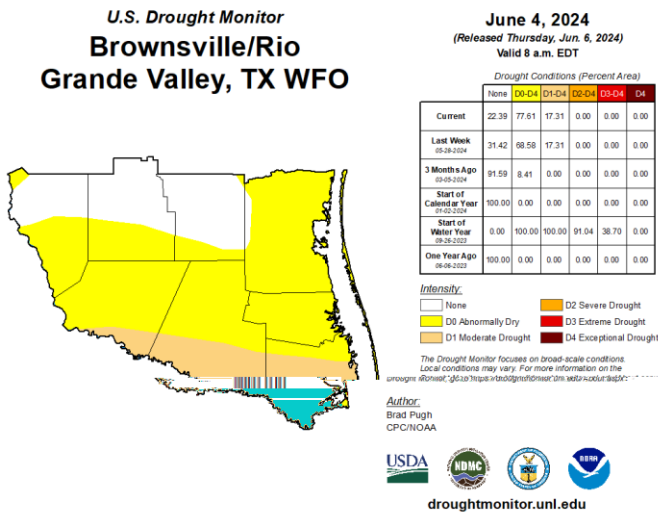 U.S. Drought Monitor
Brownsville/Rio
Grande Valley, TX WFO
June 4, 2024
(Released Thursday, Jun. 6, 2024)
Valid 8 a.m. EDT
Drought Conditions (Percent Area)
None D0-D4 D1-D4 D2-D4 D3-D4 D4
Current 22.39 77.61 17.31 0.00 0.00 0.00
Last Week 05-28-2024 31.42 68.58 17.31 0.00 0.00 0.00
3 Months Ago 03-05-2024 91.59 8.41 0.00 0.00 0.00 0.00
Start of Calendar Year 01-02-2024 100.00 0.00 0.00 0.00 0.00 0.00
Start of Water Year 09-26-2023 0.00 100.00 100.00 91.04 38.70 0.00
One Year Ago 06-06-2023 100.00 0.00 0.00 0.00 0.00 0.00
Intensity:
None
D0 Abnormally Dry
D1 Moderate Drought
D2 Severe Drought
D3 Extreme Drought
D4 Exceptional Drought
The Drought Monitor focuses on broad-scale conditions.
Local conditions may vary. For more information on the
Author:
Brad Pugh
CPC/NOAA
USDA
NDMC
NOAA
droughtmonitor.unl.edu